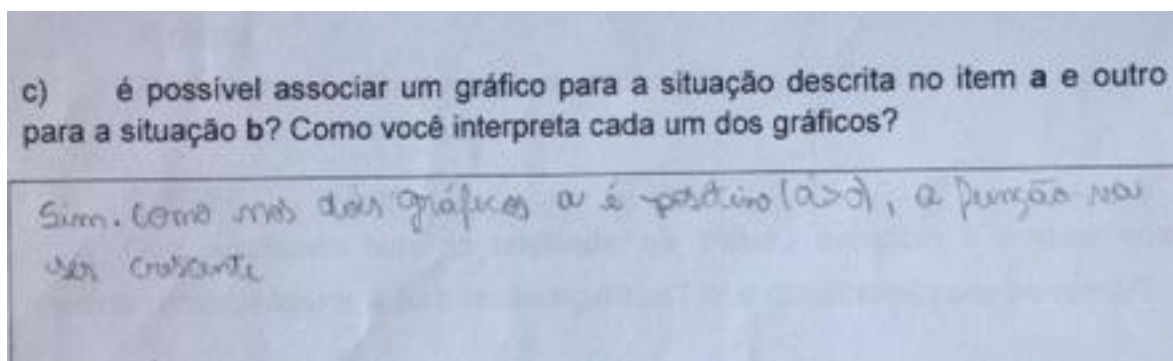 c) é possível associar um gráfico para a situação descrita no item a e outro
para a situação b? Como você interpreta cada um dos gráficos?
Sim. Como nos dois gráficos a é positivo (a>0), a função vai
ser crescente